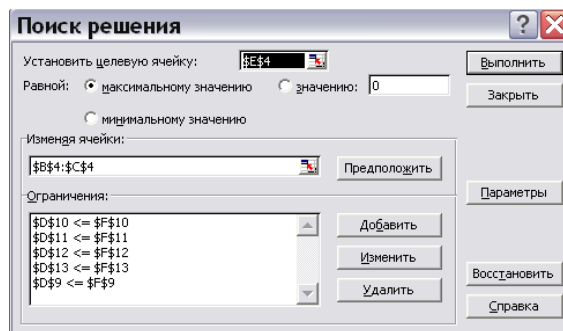 Поиск решения
Установить целевую ячейку: $E$4 Выполнить
Равной: максимальному значению значению: 0 Закрыть
минимальному значению
Изменяя ячейки:
$B$4:$C$4 Предположить
Ограничения: Параметры
$D$10 <= $F$10 Добавить
$D$11 <= $F$11
$D$12 <= $F$12 Изменить
$D$13 <= $F$13 Восстановить
$D$9 <= $F$9 Удалить
Справка